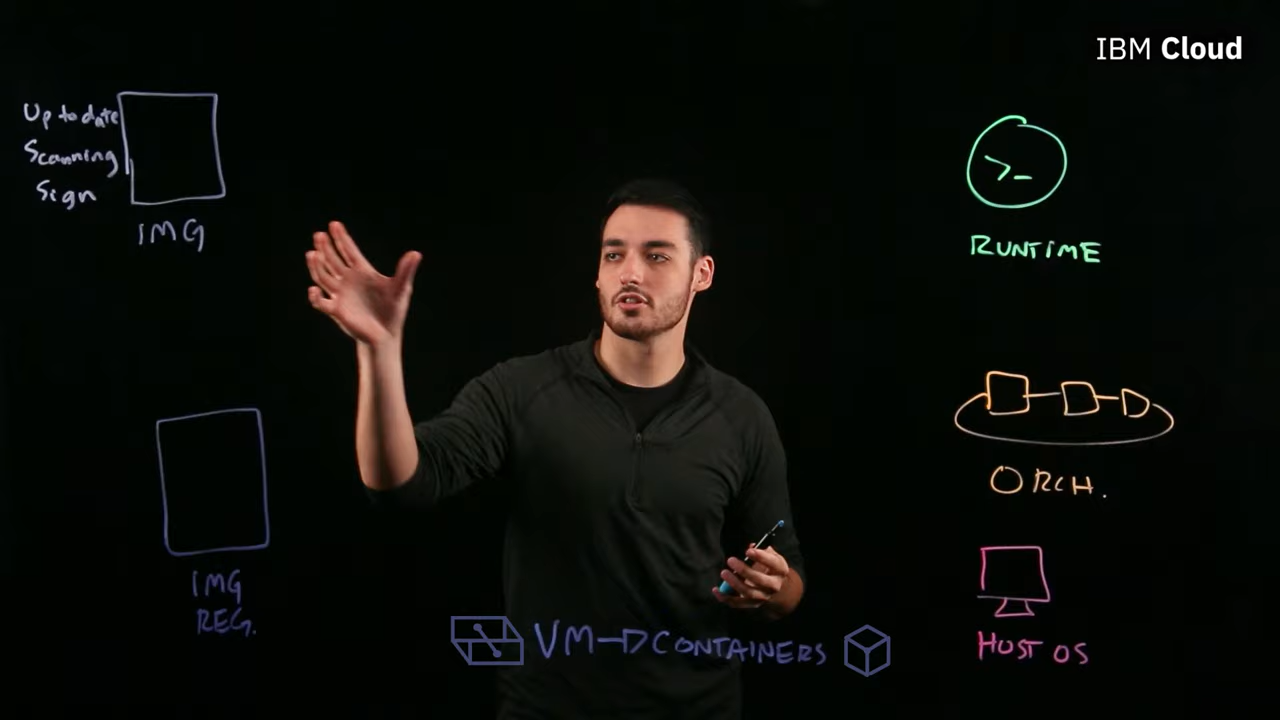 IBM Cloud
Up to date
Scanning
Sign
IMG
RUNTIME
ORCH.
IMG
REG.
VM→CONTAINERS
HOST OS